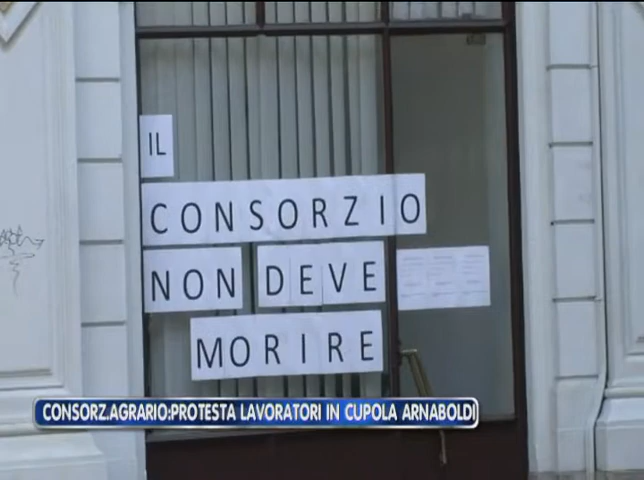 IL
CONSORZIO
NON DEVE
MORIRE
CONSORZ.AGRARIO:PROTESTA LAVORATORI IN CUPOLA ARNABOLDI